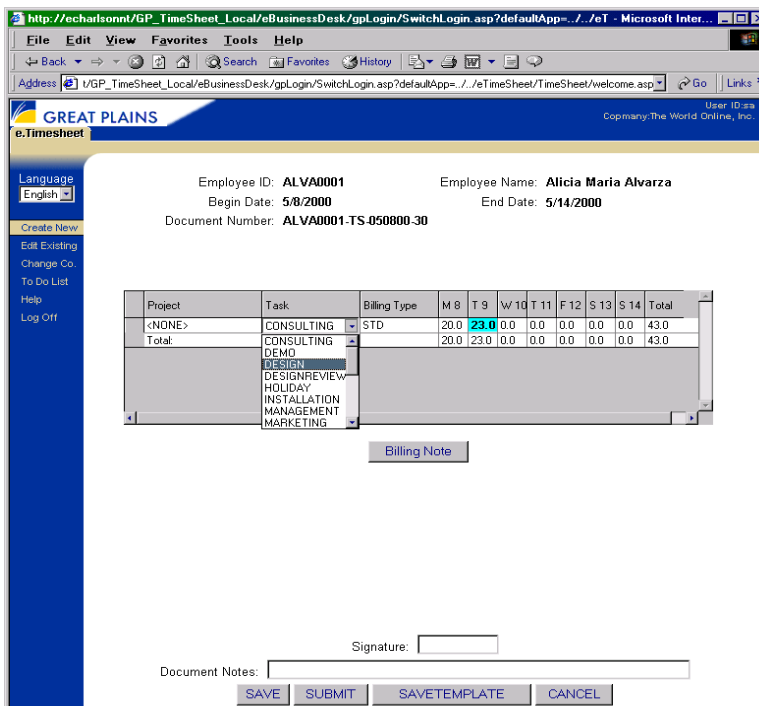 http://echarlsonnt/GP_TimeSheet_Local/eBusinessDesk/gpLogin/SwitchLogin.asp?defaultApp=../../eT - Microsoft Inter...
File Edit View Favorites Tools Help
Back Search Favorites History
Address t/GP_TimeSheet_Local/eBusinessDesk/gpLogin/SwitchLogin.asp?defaultApp=../../eTimeSheet/TimeSheet/welcome.asp Go Links
GREAT PLAINS
User ID:sa
Copmany:The World Online, Inc.
e.Timesheet
Language
English
Create New
Edit Existing
Change Co.
To Do List
Help
Log Off
Employee ID: ALVA0001 Employee Name: Alicia Maria Alvarza
Begin Date: 5/8/2000 End Date: 5/14/2000
Document Number: ALVA0001-TS-050800-30
Project Task Billing Type M 8 T 9 W 10 T 11 F 12 S 13 S 14 Total
<NONE> CONSULTING STD 20.0 23.0 0.0 0.0 0.0 0.0 0.0 43.0
Total: 20.0 23.0 0.0 0.0 0.0 0.0 0.0 43.0
CONSULTING
DEMO
DESIGN
DESIGNREVIEW
HOLIDAY
INSTALLATION
MANAGEMENT
MARKETING
Billing Note
Signature:
Document Notes:
SAVE SUBMIT SAVETEMPLATE CANCEL